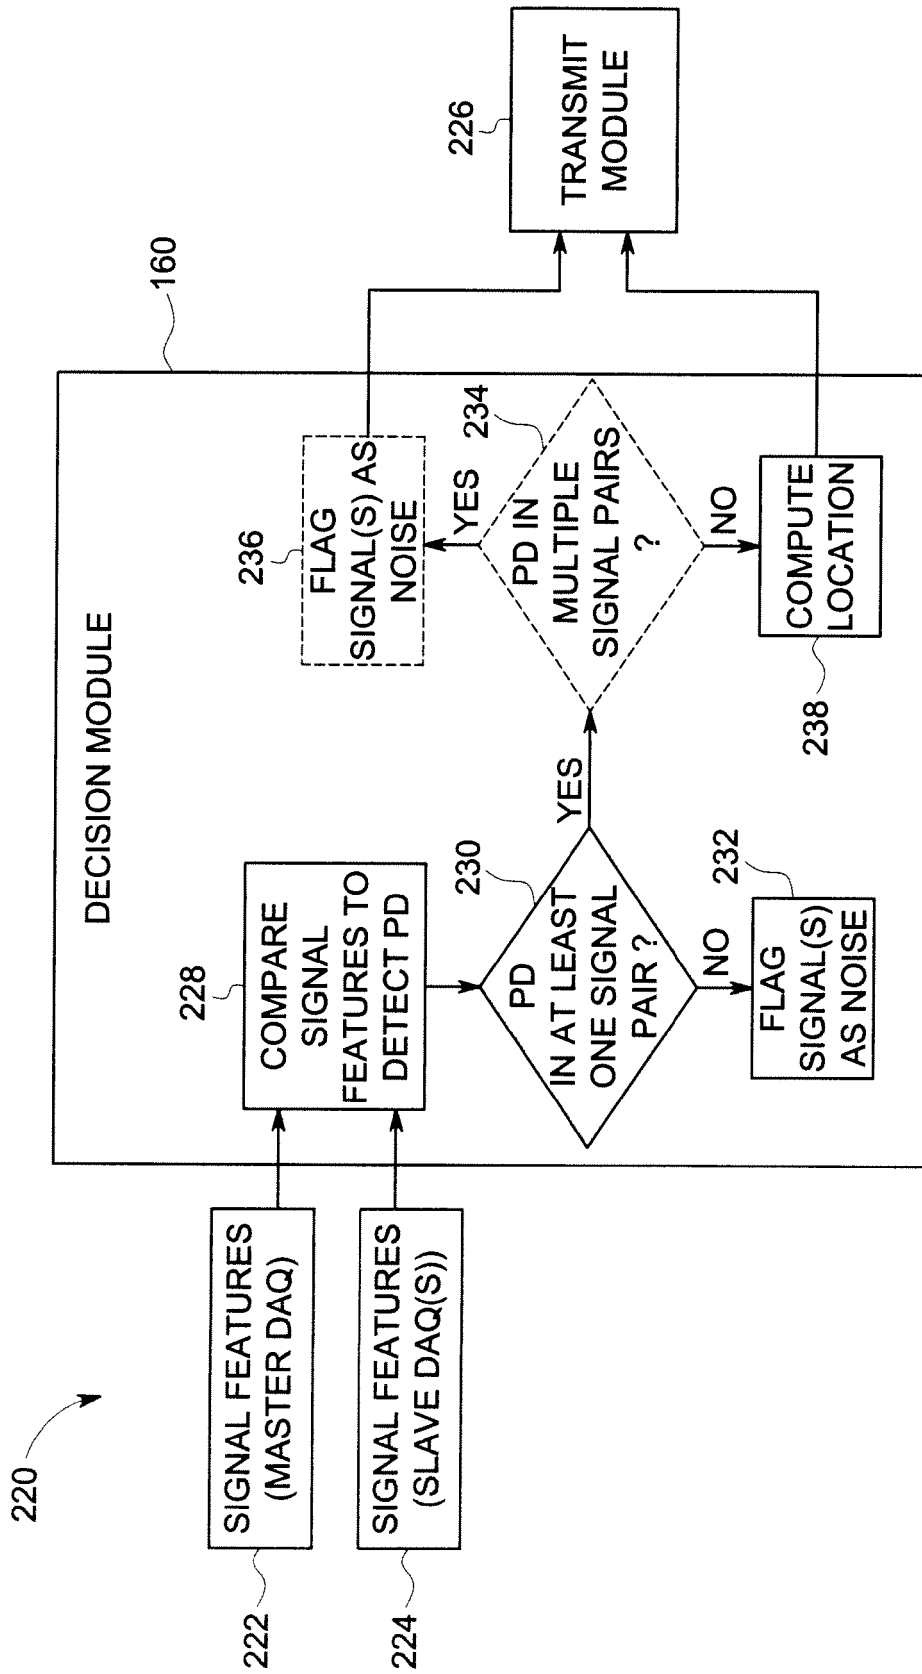 220
222
SIGNAL FEATURES
(MASTER DAQ)
224
SIGNAL FEATURES
(SLAVE DAQ(S))
160
DECISION MODULE
228
COMPARE
SIGNAL
FEATURES TO
DETECT PD
230
PD
IN AT LEAST
ONE SIGNAL
PAIR ?
YES
NO
232
FLAG
SIGNAL(S)
AS NOISE
234
PD IN
MULTIPLE
SIGNAL PAIRS
?
YES
NO
236
FLAG
SIGNAL(S) AS
NOISE
238
COMPUTE
LOCATION
226
TRANSMIT
MODULE